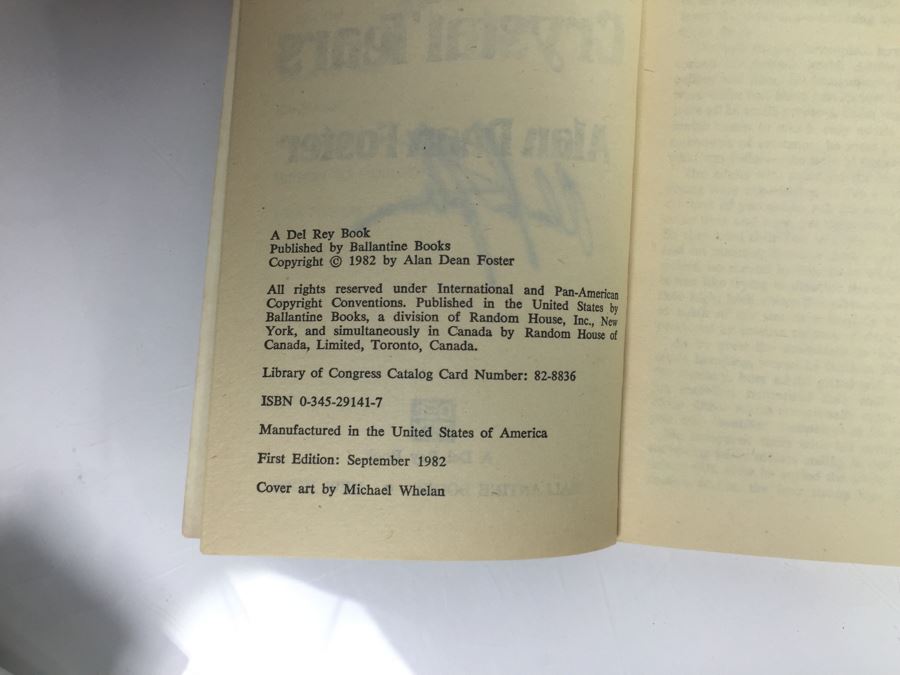 A Del Rey Book
Published by Ballantine Books
Copyright © 1982 by Alan Dean Foster
All rights reserved under International and Pan-American
Copyright Conventions. Published in the United States by
Ballantine Books, a division of Random House, Inc., New
York, and simultaneously in Canada by Random House of
Canada, Limited, Toronto, Canada.
Library of Congress Catalog Card Number: 82-8836
ISBN 0-345-29141-7
Manufactured in the United States of America
First Edition: September 1982
Cover art by Michael Whelan